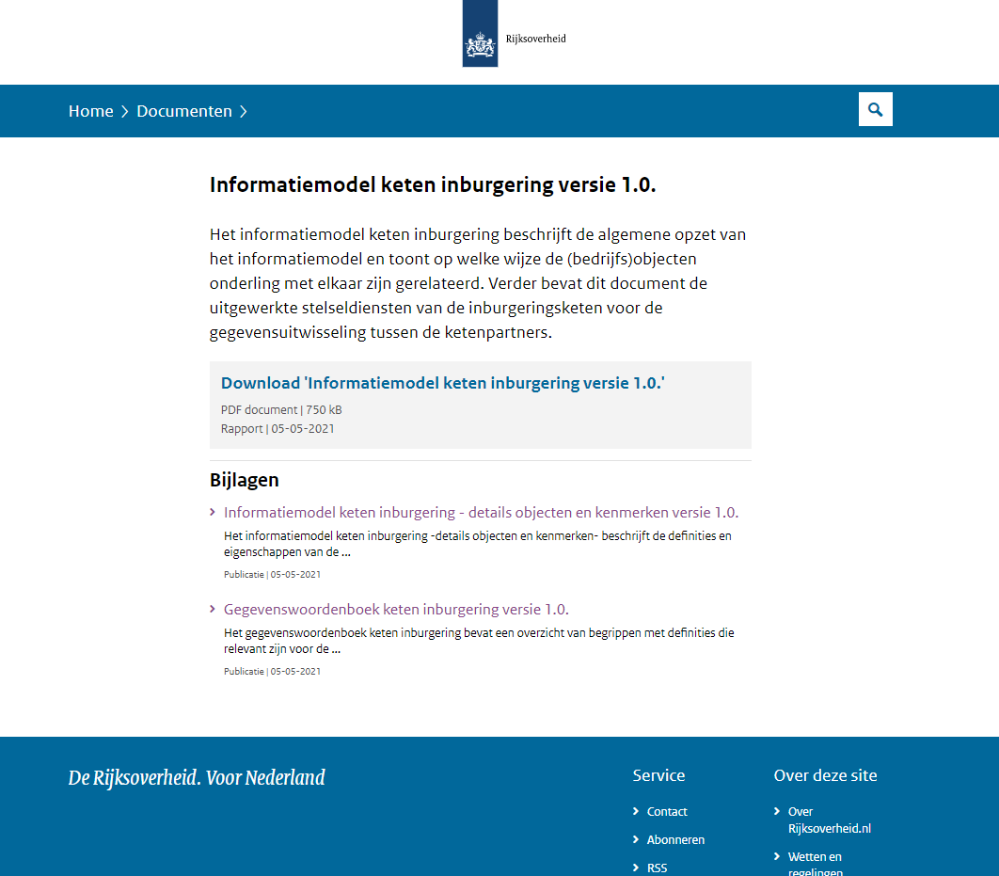 Rijksoverheid
Home
Documenten
Informatiemodel keten inburgering versie 1.0.
Het informatiemodel keten inburgering beschrijft de algemene opzet van
het informatiemodel en toont op welke wijze de (bedrijfs)objecten
onderling met elkaar zijn gerelateerd. Verder bevat dit document de
uitgewerkte stelseldiensten van de inburgeringsketen voor de
gegevensuitwisseling tussen de ketenpartners.
Download 'Informatiemodel keten inburgering versie 1.0.'
PDF document | 750 kB
Rapport | 05-05-2021
Bijlagen
Informatiemodel keten inburgering - details objecten en kenmerken versie 1.0.
Het informatiemodel keten inburgering -details objecten en kenmerken- beschrijft de definities en
eigenschappen van de ...
Publicatie | 05-05-2021
Gegevenswoordenboek keten inburgering versie 1.0.
Het gegevenswoordenboek keten inburgering bevat een overzicht van begrippen met definities die
relevant zijn voor de ...
Publicatie | 05-05-2021
De Rijksoverheid. Voor Nederland
Service
Contact
Abonneren
RSS
Over deze site
Over
Rijksoverheid.nl
Wetten en
regelingen